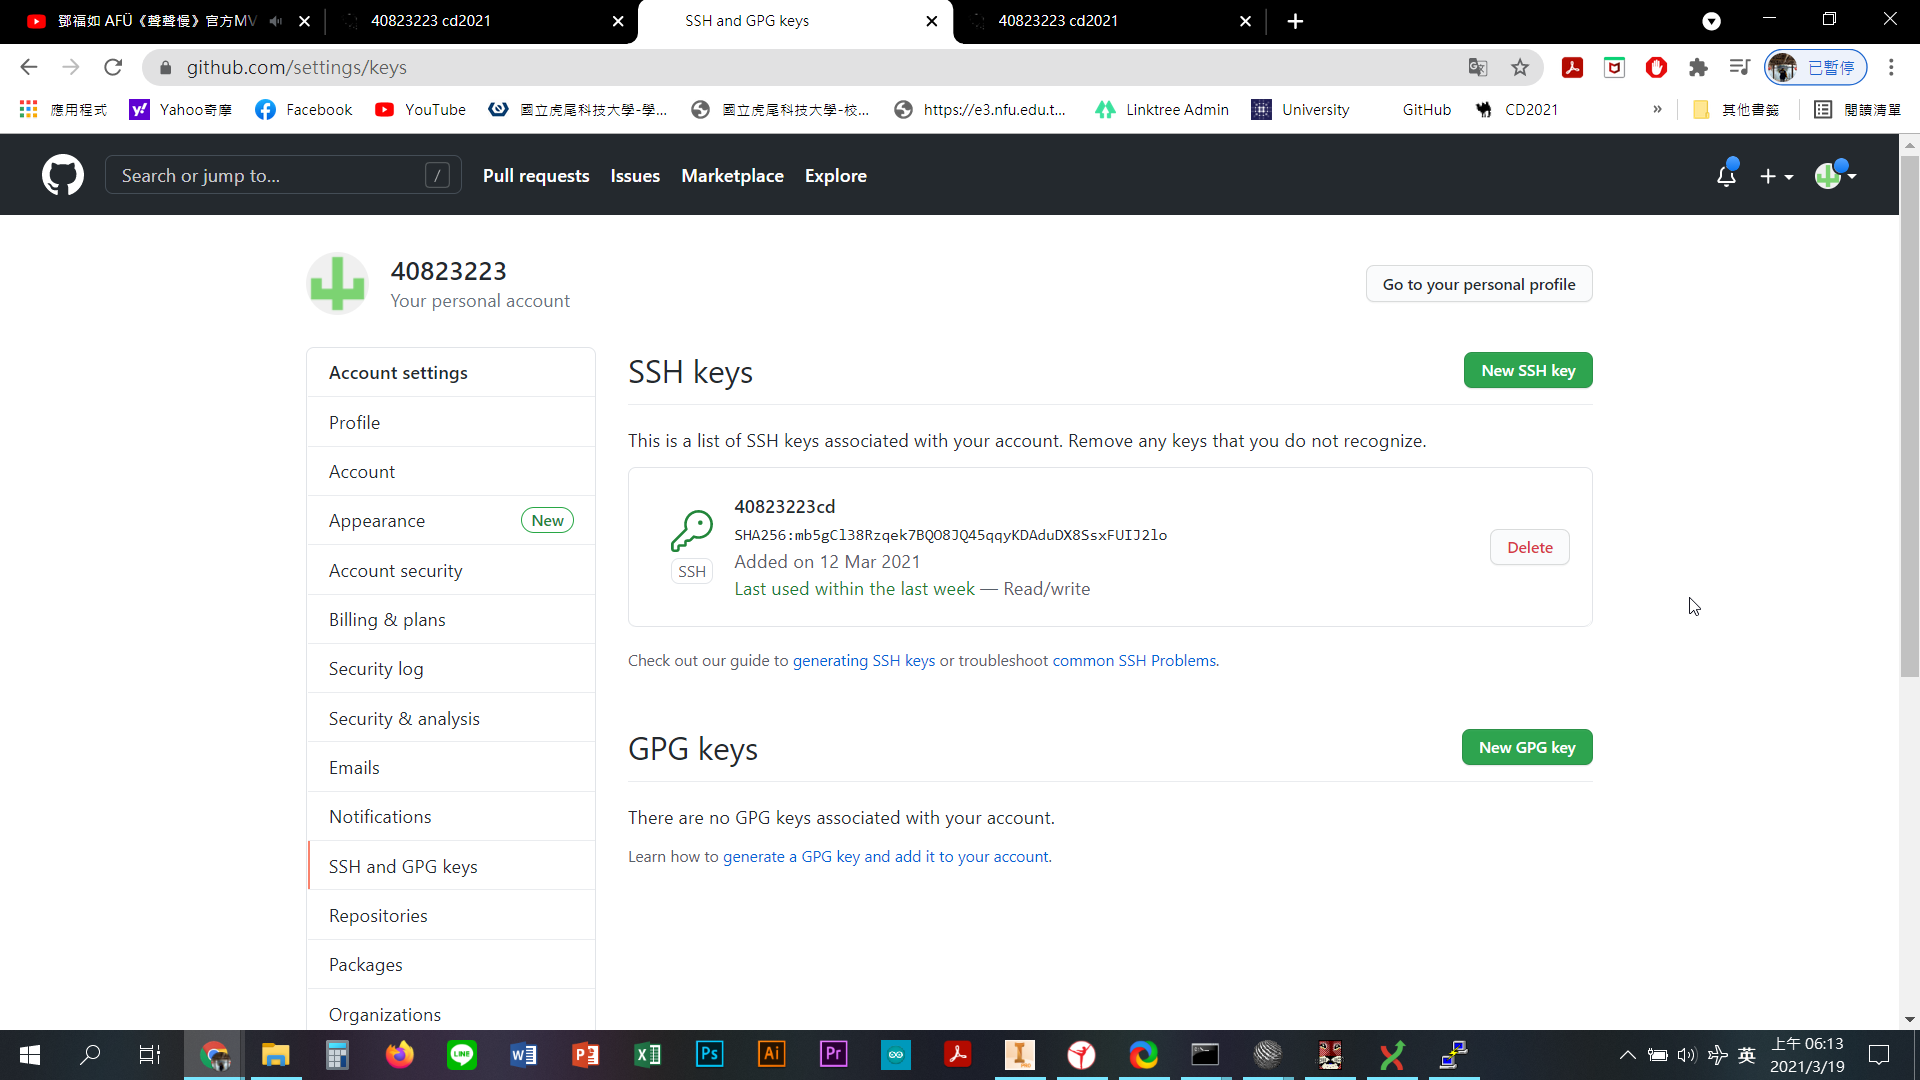 鄧福如 AFÜ《聲聲慢》官方MV
40823223 cd2021
SSH and GPG keys
40823223 cd2021
github.com/settings/keys
已暫停
應用程式
Yahoo奇摩
Facebook
YouTube
國立虎尾科技大學-學...
國立虎尾科技大學-校...
https://e3.nfu.edu.t...
Linktree Admin
University
GitHub
CD2021
»
其他書籤
閱讀清單
Search or jump to...
/
Pull requests
Issues
Marketplace
Explore
40823223
Your personal account
Go to your personal profile
Account settings
Profile
Account
Appearance
New
Account security
Billing & plans
Security log
Security & analysis
Emails
Notifications
SSH and GPG keys
Repositories
Packages
Organizations
SSH keys
New SSH key
This is a list of SSH keys associated with your account. Remove any keys that you do not recognize.
40823223cd
SHA256:mb5gCl38Rzqek7BQO8JQ45qqyKDAduDX8SsxFUIJ2lo
Added on 12 Mar 2021
Last used within the last week — Read/write
SSH
Delete
Check out our guide to generating SSH keys or troubleshoot common SSH Problems.
GPG keys
New GPG key
There are no GPG keys associated with your account.
Learn how to generate a GPG key and add it to your account.
LINE
Ps
Ai
Pr
英
上午 06:13
2021/3/19